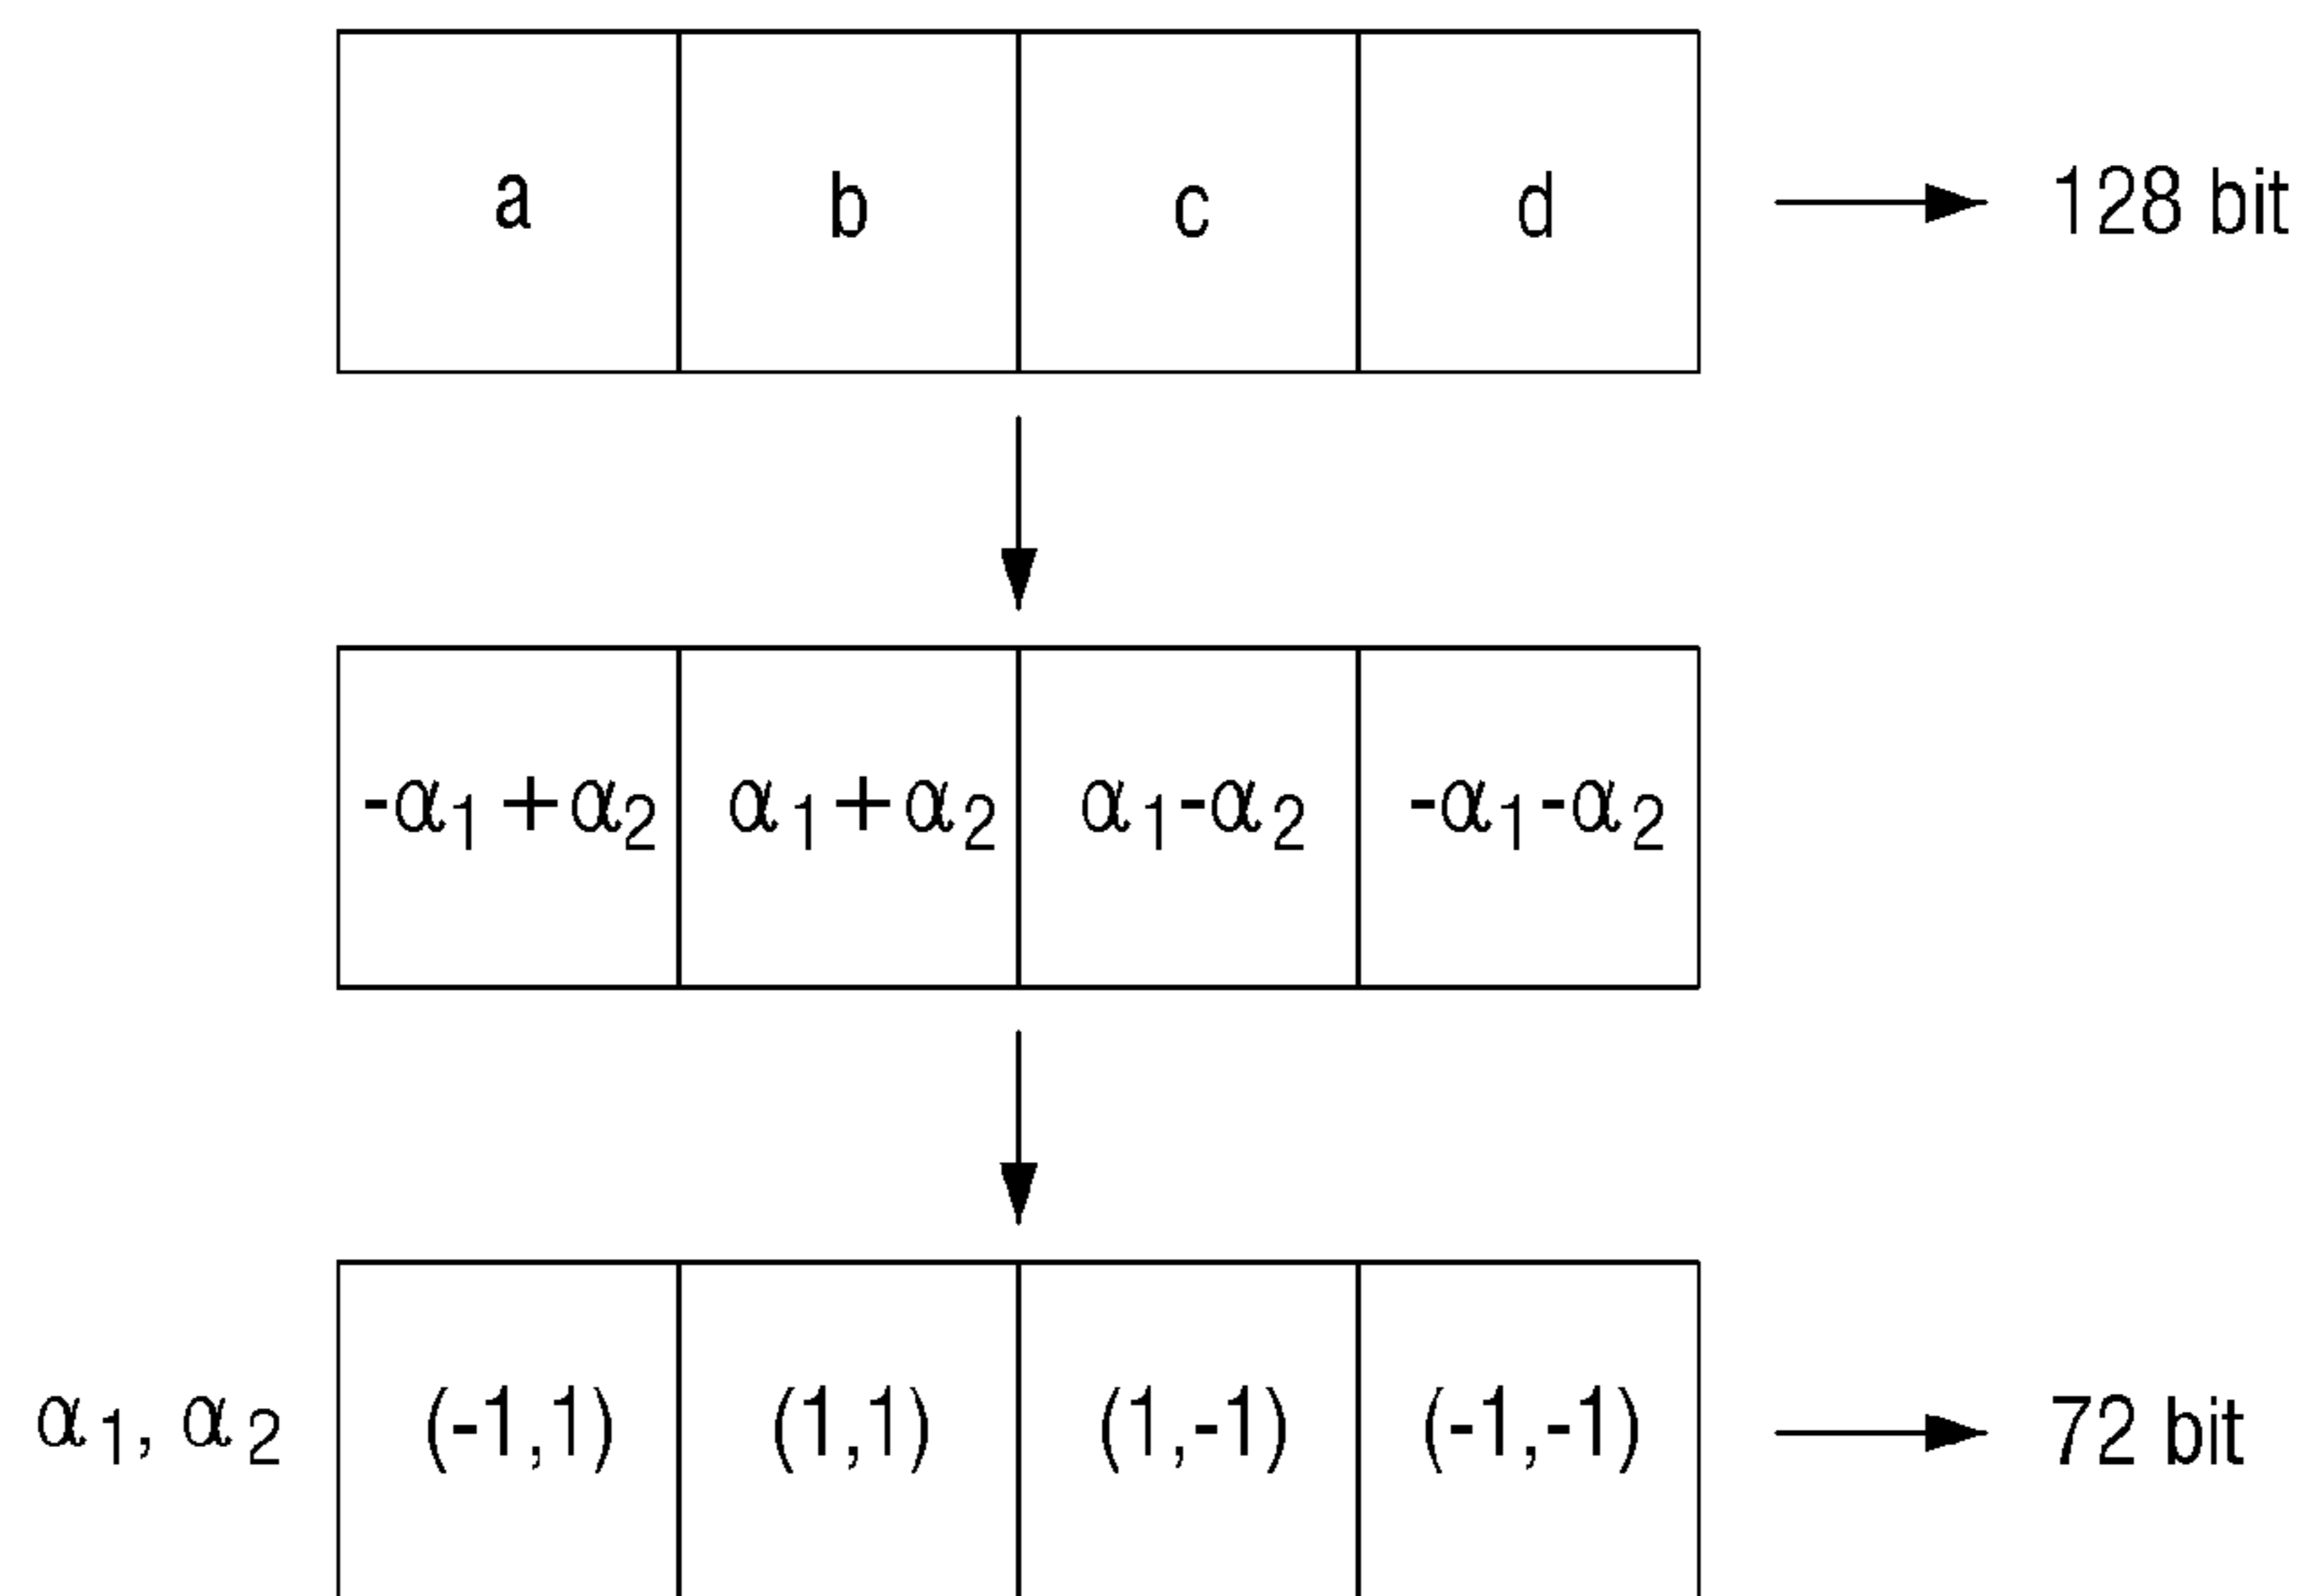 a b c d 128 bit
-α1+α2 α1+α2 α1-α2 -α1-α2
α1, α2 (-1,1) (1,1) (1,-1) (-1,-1) 72 bit